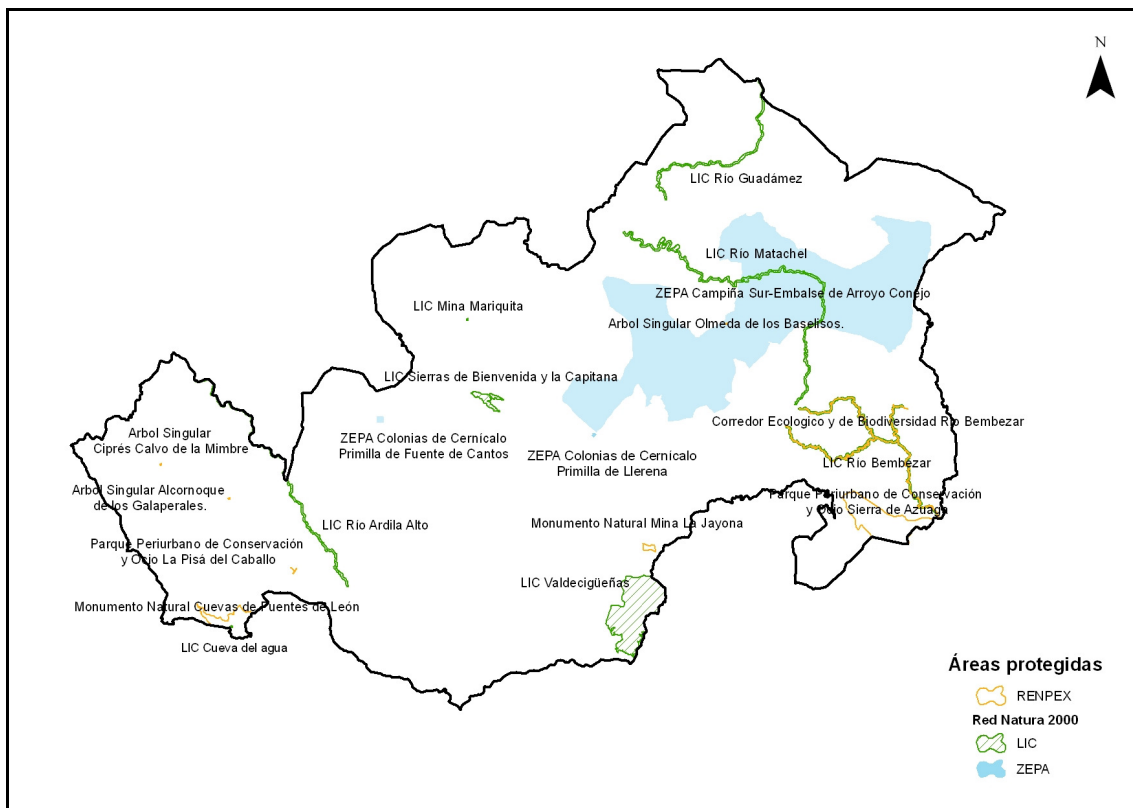 N
LIC Río Guadámez
LIC Río Matachel
ZEPA Campiña Sur-Embalse de Arroyo Conejo
LIC Mina Mariquita
Arbol Singular Olmeda de los Baselisos.
LIC Sierras de Bienvenida y la Capitana
Corredor Ecologico y de Biodiversidad Río Bembezar
Arbol Singular
Ciprés Calvo de la Mimbre
ZEPA Colonias de Cernícalo
Primilla de Fuente de Cantos
ZEPA Colonias de Cernícalo
Primilla de Llerena
LIC Río Bembézar
Arbol Singular Alcornoque
de los Galaperales.
Parque Periurbano de Conservación
y Ocio Sierra de Azuaga
LIC Río Ardila Alto
Monumento Natural Mina La Jayona
Parque Periurbano de Conservación
y Ocio La Pisá del Caballo
LIC Valdecigüeñas
Monumento Natural Cuevas de Fuentes de León
LIC Cueva del agua
Áreas protegidas
RENPEX
Red Natura 2000
LIC
ZEPA